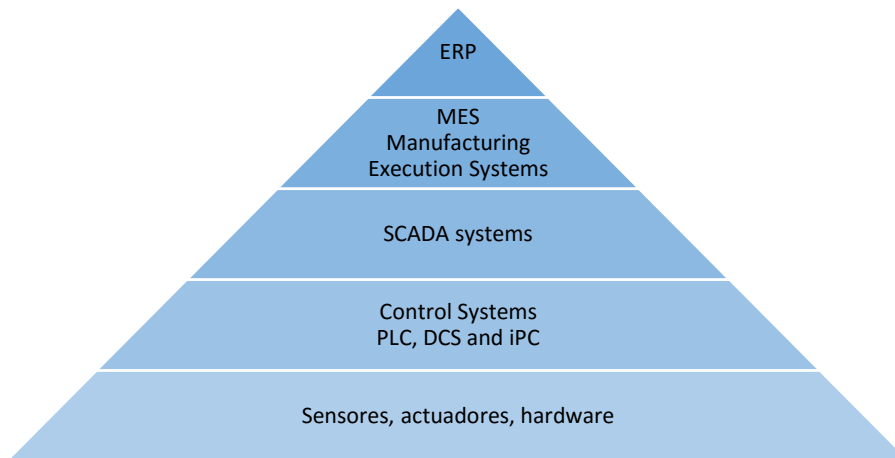 ERP
MES
Manufacturing
Execution Systems
SCADA systems
Control Systems
PLC, DCS and iPC
Sensores, actuadores, hardware